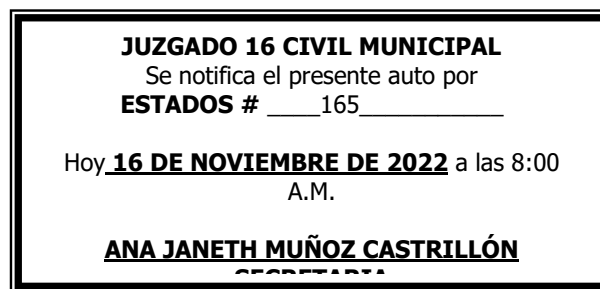 JUZGADO 16 CIVIL MUNICIPAL
Se notifica el presente auto por
ESTADOS # ____165___________
Hoy 16 DE NOVIEMBRE DE 2022 a las 8:00
A.M.
ANA JANETH MUÑOZ CASTRILLÓN
SECRETARIA